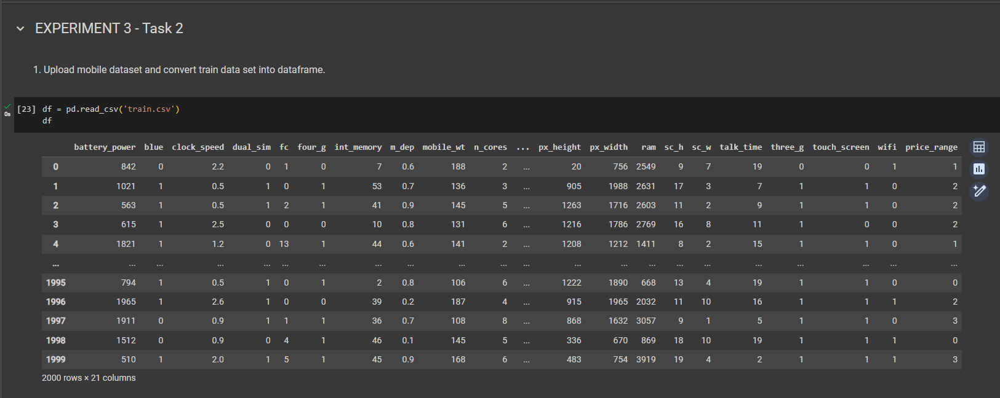 EXPERIMENT 3 - Task 2
1. Upload mobile dataset and convert train data set into dataframe.
[23] df = pd.read_csv('train.csv')
0s
df
battery_power blue clock_speed dual_sim fc four_g int_memory m_dep mobile_wt n_cores ... px_height px_width ram sc_h sc_w talk_time three_g touch_screen wifi price_range
0 842 0 2.2 0 1 0 7 0.6 188 2 ... 20 756 2549 9 7 19 0 0 1 1
1 1021 1 0.5 1 0 1 53 0.7 136 3 ... 905 1988 2631 17 3 7 1 1 0 2
2 563 1 0.5 1 2 1 41 0.9 145 5 ... 1263 1716 2603 11 2 9 1 1 0 2
3 615 1 2.5 0 0 0 10 0.8 131 6 ... 1216 1786 2769 16 8 11 1 0 0 2
4 1821 1 1.2 0 13 1 44 0.6 141 2 ... 1208 1212 1411 8 2 15 1 1 0 1
... ... ... ... ... ... ... ... ... ... ... ... ... ... ... ... ... ... ... ... ... ...
1995 794 1 0.5 1 0 1 2 0.8 106 6 ... 1222 1890 668 13 4 19 1 1 0 0
1996 1965 1 2.6 1 0 0 39 0.2 187 4 ... 915 1965 2032 11 10 16 1 1 1 2
1997 1911 0 0.9 1 1 1 36 0.7 108 8 ... 868 1632 3057 9 1 5 1 1 0 3
1998 1512 0 0.9 0 4 1 46 0.1 145 5 ... 336 670 869 18 10 19 1 1 1 0
1999 510 1 2.0 1 5 1 45 0.9 168 6 ... 483 754 3919 19 4 2 1 1 1 3
2000 rows × 21 columns